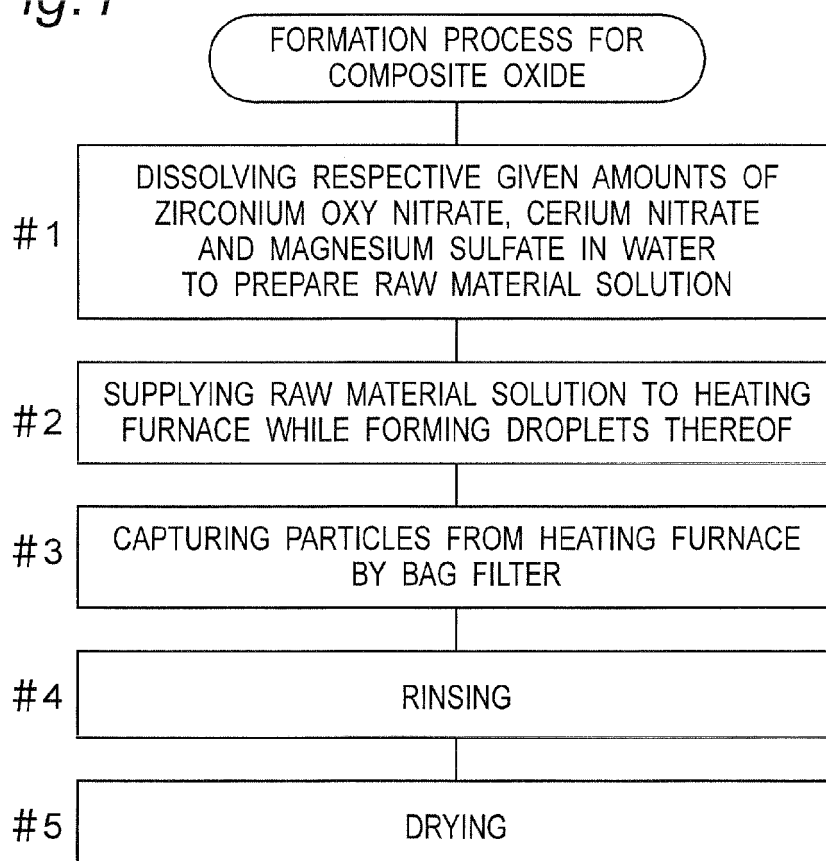 FORMATION PROCESS FOR
COMPOSITE OXIDE
#1
DISSOLVING RESPECTIVE GIVEN AMOUNTS OF
ZIRCONIUM OXY NITRATE, CERIUM NITRATE
AND MAGNESIUM SULFATE IN WATER
TO PREPARE RAW MATERIAL SOLUTION
#2
SUPPLYING RAW MATERIAL SOLUTION TO HEATING
FURNACE WHILE FORMING DROPLETS THEREOF
#3
CAPTURING PARTICLES FROM HEATING FURNACE
BY BAG FILTER
#4
RINSING
#5
DRYING